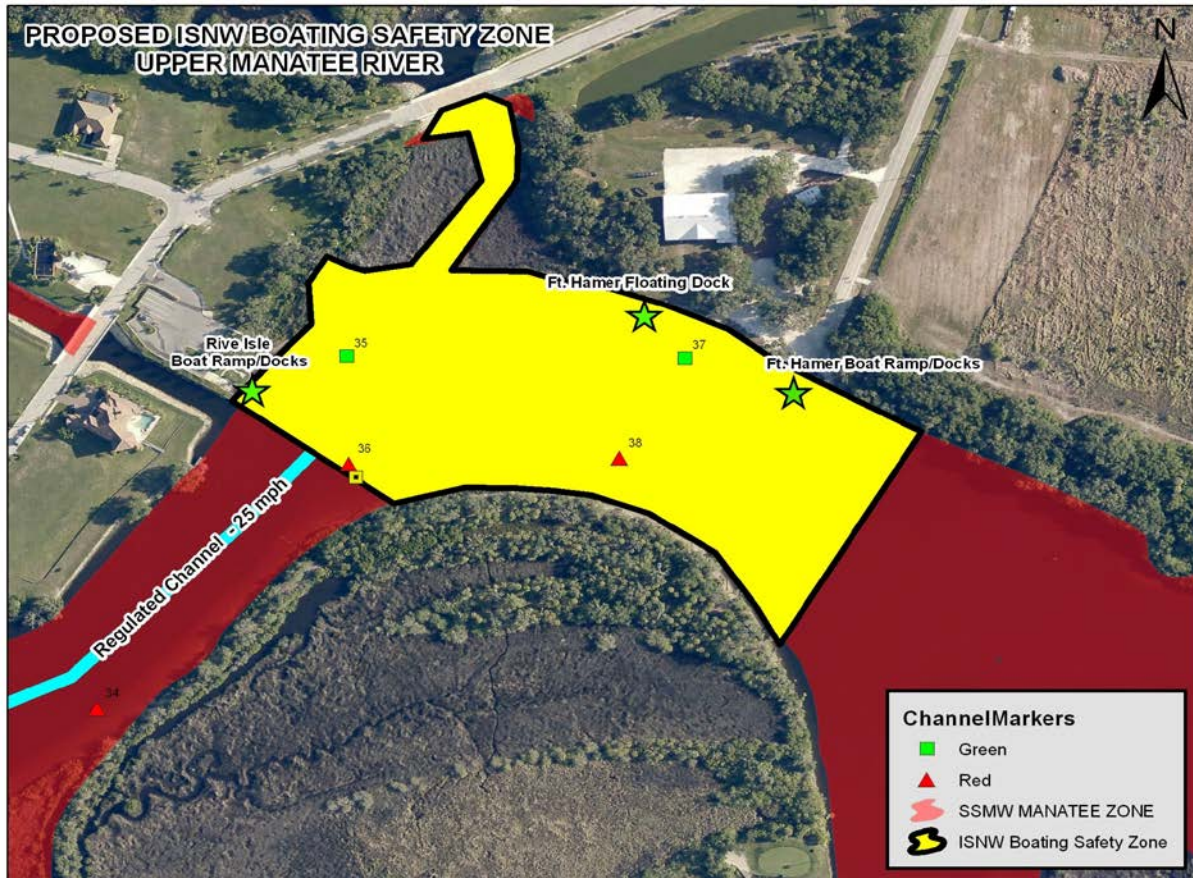 PROPOSED ISNW BOATING SAFETY ZONE
UPPER MANATEE RIVER
N
Ft. Hamer Floating Dock
Rive Isle
Boat Ramp/Docks
35
37
Ft. Hamer Boat Ramp/Docks
36
38
Regulated Channel - 25 mph
34
ChannelMarkers
Green
Red
SSMW MANATEE ZONE
ISNW Boating Safety Zone